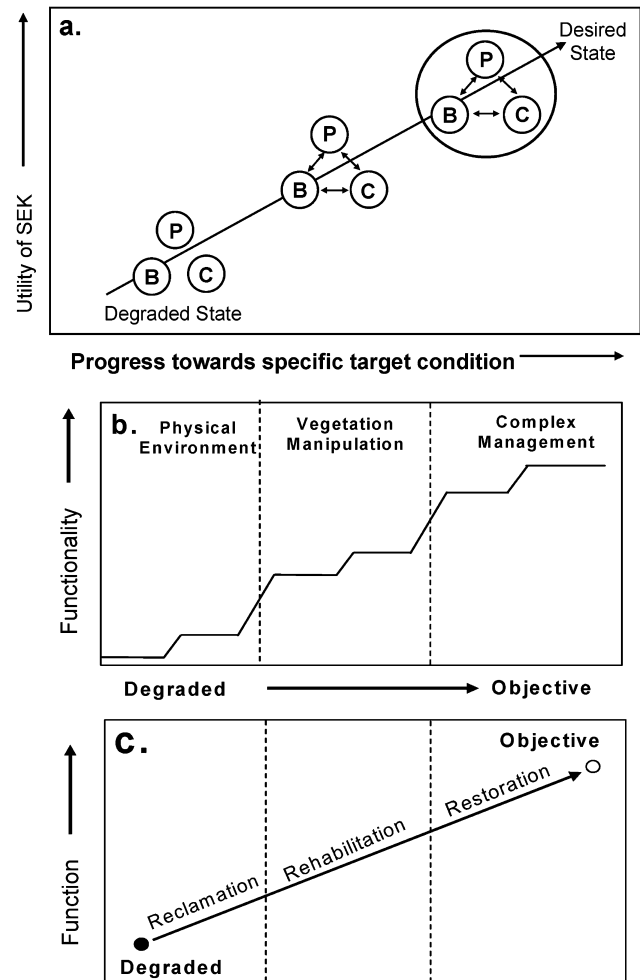 a.
Desired
State
P
B
C
P
B
C
P
B
C
Degraded State
Utility of SEK
Progress towards specific target condition
b.
Physical
Environment
Vegetation
Manipulation
Complex
Management
Functionality
Degraded
Objective
c.
Objective
Restoration
Rehabilitation
Reclamation
Degraded
Function